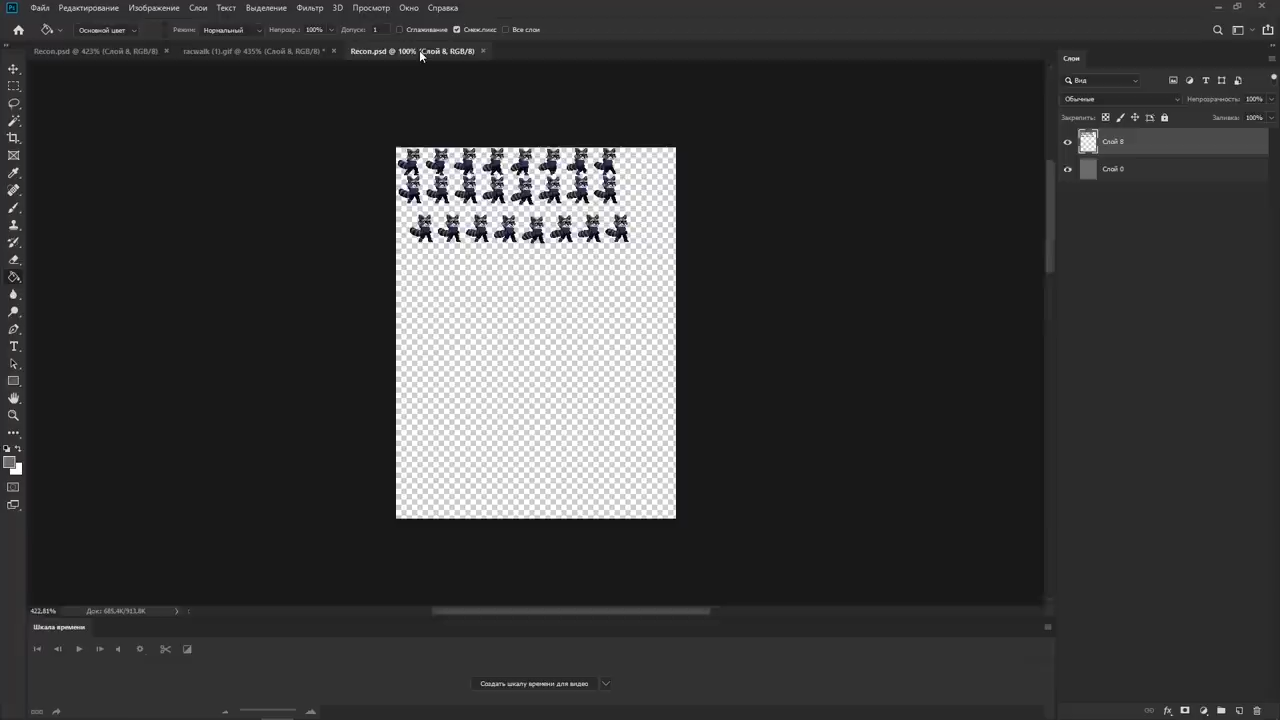 Ps Файл Редактирование Изображение Слои Текст Выделение Фильтр 3D Просмотр Окно Справка
Основной цвет Режим: Нормальный Непрозр.: 100% Допуск: 1 Сглаживание Смеж.пикс Все слои
Recon.psd @ 423% (Слой 8, RGB/8) × racwalk (1).gif @ 435% (Слой 8, RGB/8) * × Recon.psd @ 100% (Слой 8, RGB/8) ×
Слои
Вид
Обычные Непрозрачность: 100%
Закрепить: Заливка: 100%
Слой 8
Слой 0
422,81% Док: 685,4K/913,8K
Шкала времени
Создать шкалу времени для видео
fx